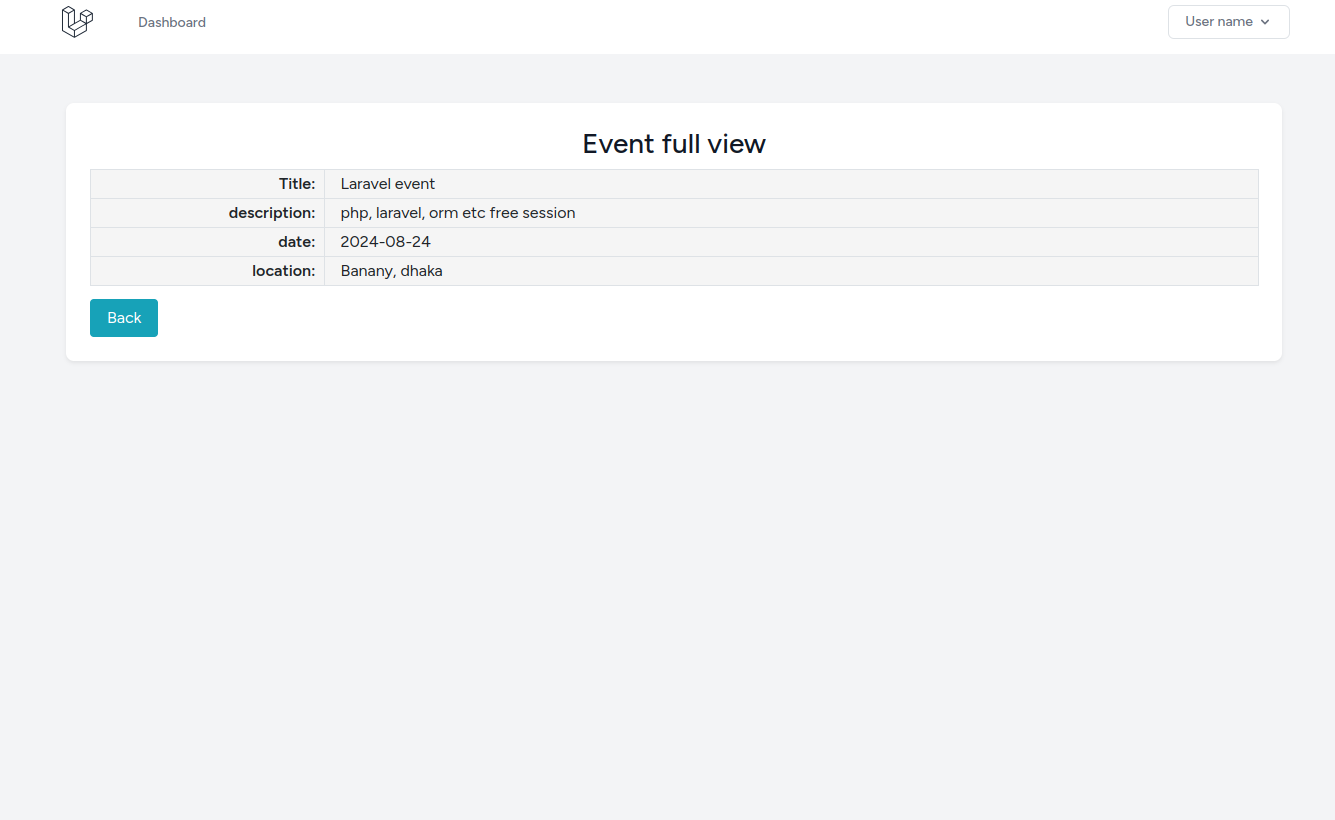 Dashboard
User name
Event full view
Title: Laravel event
description: php, laravel, orm etc free session
date: 2024-08-24
location: Banany, dhaka
Back